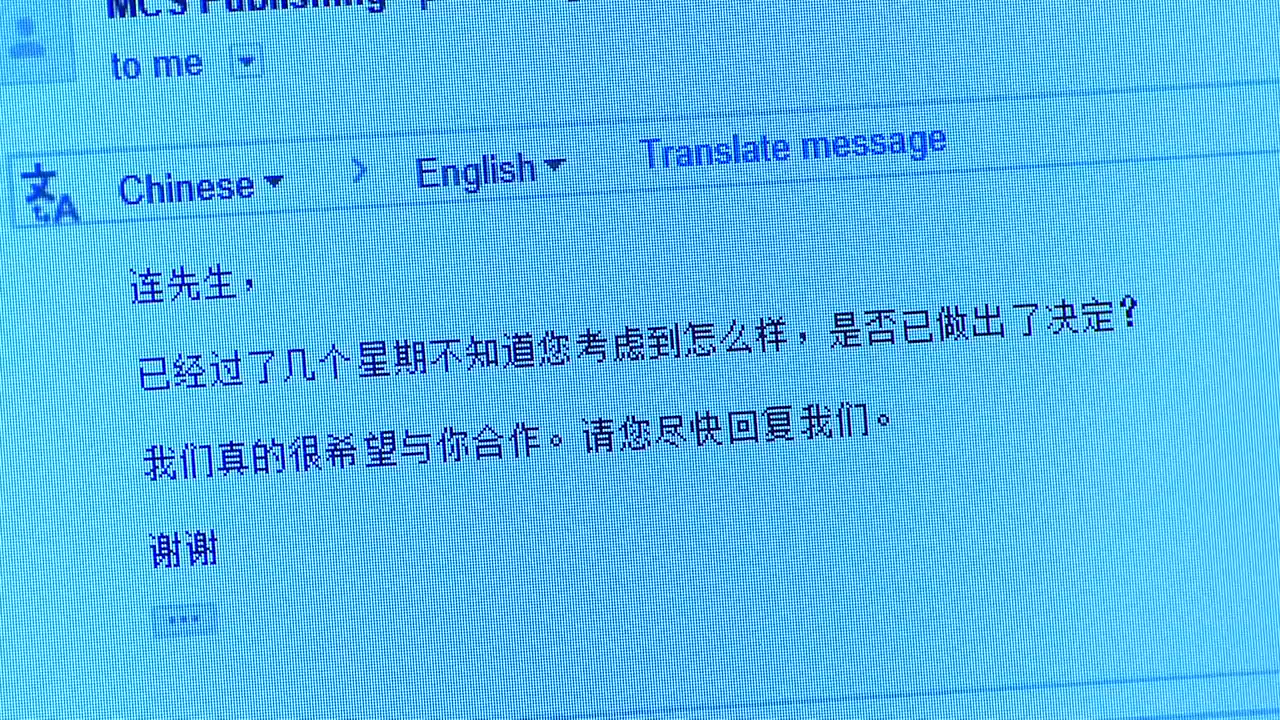 MCS Publishing
to me
Chinese > English Translate message
连先生，
已经过了几个星期不知道您考虑到怎么样，是否已做出了决定？
我们真的很希望与你合作。请您尽快回复我们。
谢谢